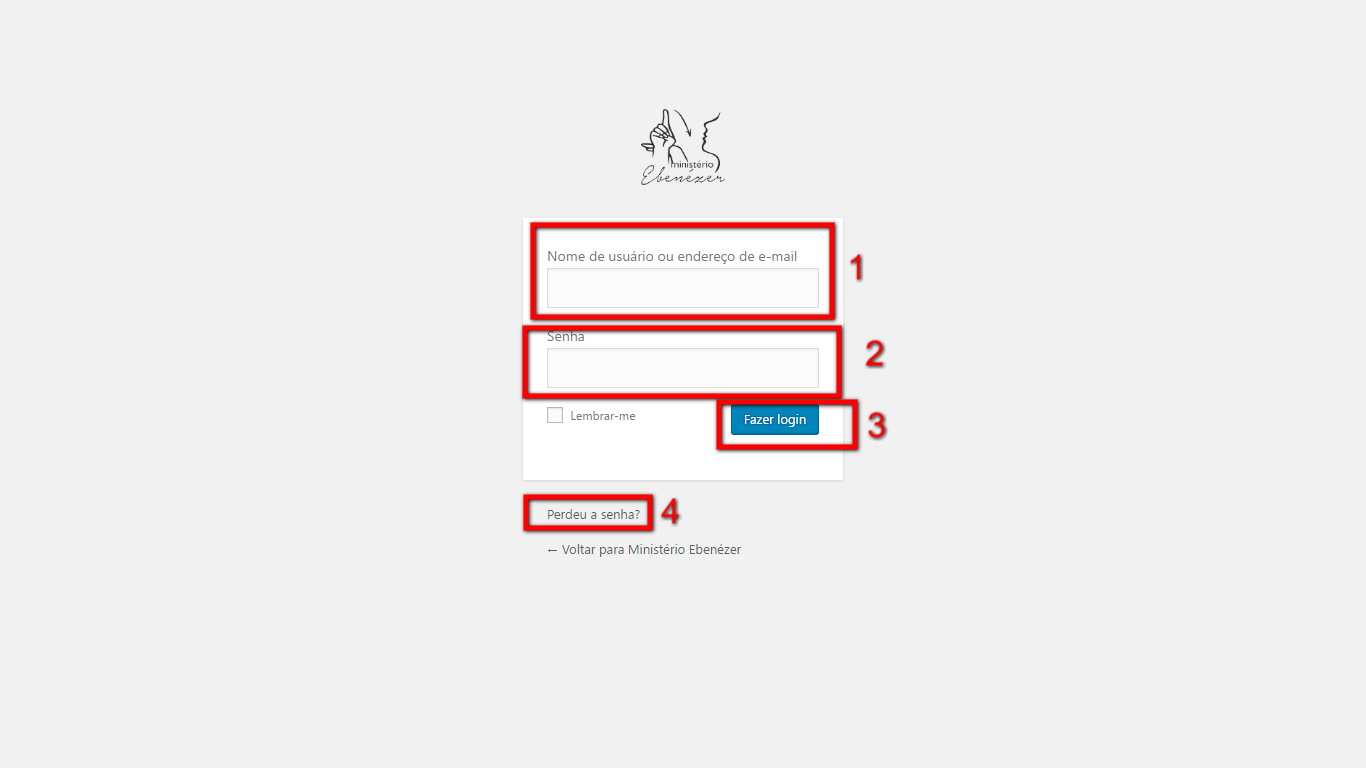 ministério
Ebenézer
Nome de usuário ou endereço de e-mail
1
Senha
2
Lembrar-me
Fazer login
3
Perdeu a senha?
4
← Voltar para Ministério Ebenézer